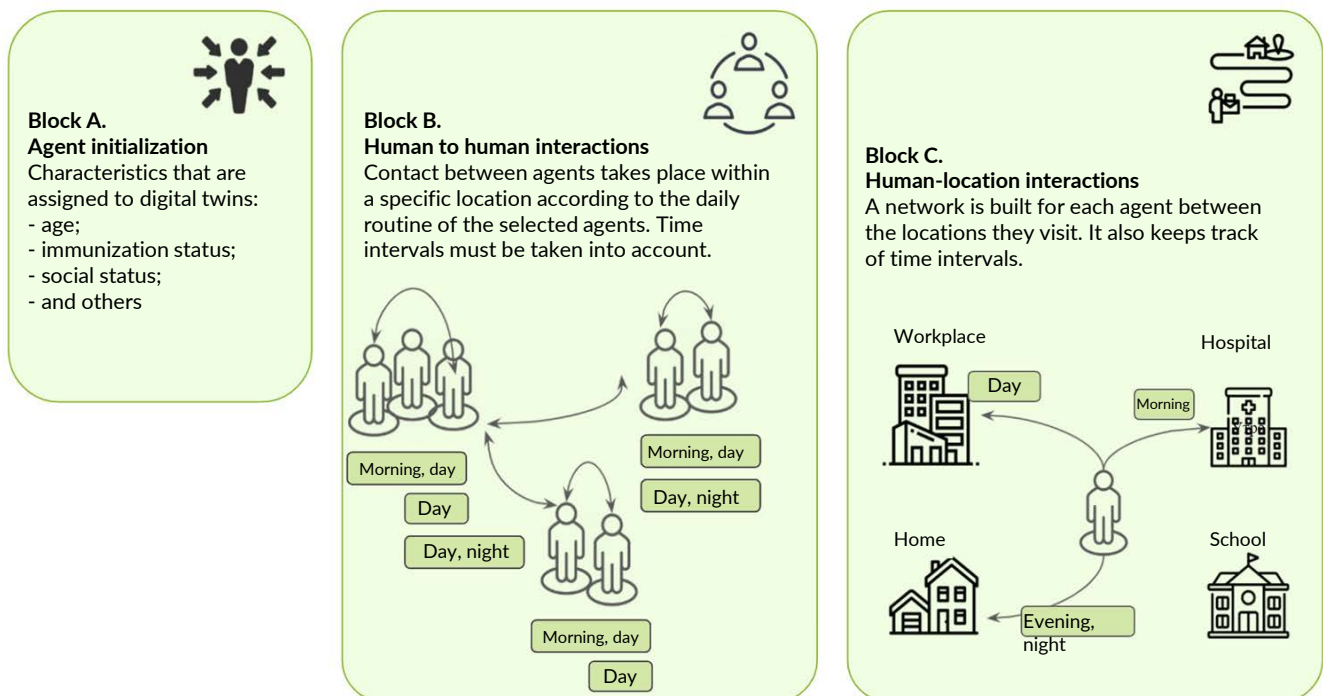 Block A.
Agent initialization
Characteristics that are
assigned to digital twins:
- age;
- immunization status;
- social status;
- and others
Block B.
Human to human interactions
Contact between agents takes place within
a specific location according to the daily
routine of the selected agents. Time
intervals must be taken into account.
Morning, day
Day
Day, night
Morning, day
Day, night
Morning, day
Day
Block C.
Human-location interactions
A network is built for each agent between
the locations they visit. It also keeps track
of time intervals.
Workplace
Hospital
Day
Morning
Home
School
Evening,
night